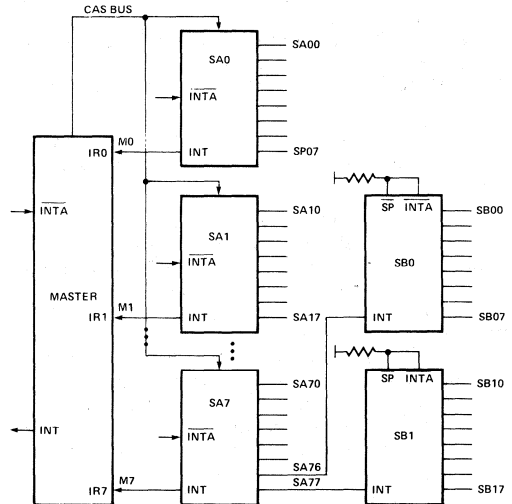 CAS BUS
SA0
SA00
INTA
INT
SP07
M0
IR0
INTA
MASTER
SA1
SA10
INTA
INT
SA17
M1
IR1
SP INTA
SB0
SB00
INT
SB07
SA7
SA70
INTA
SA76
SA77
INT
M7
IR7
INT
SP INTA
SB1
SB10
INT
SB17